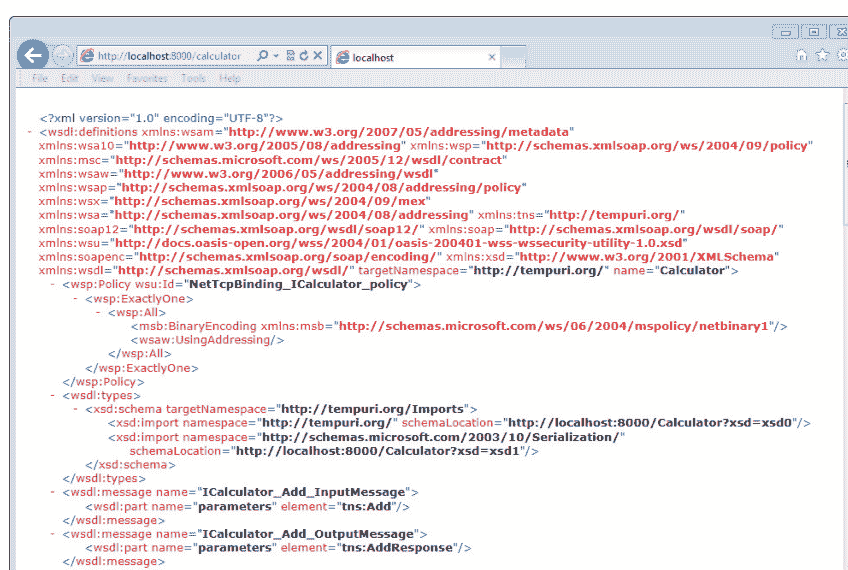 http://localhost:8000/calculator
localhost
File Edit View Favorites Tools Help
<?xml version="1.0" encoding="UTF-8"?>
- <wsdl:definitions xmlns:wsam="http://www.w3.org/2007/05/addressing/metadata"
xmlns:wsa10="http://www.w3.org/2005/08/addressing" xmlns:wsp="http://schemas.xmlsoap.org/ws/2004/09/policy"
xmlns:msc="http://schemas.microsoft.com/ws/2005/12/wsdl/contract"
xmlns:wsaw="http://www.w3.org/2006/05/addressing/wsdl"
xmlns:wsap="http://schemas.xmlsoap.org/ws/2004/08/addressing/policy"
xmlns:wsx="http://schemas.xmlsoap.org/ws/2004/09/mex"
xmlns:wsa="http://schemas.xmlsoap.org/ws/2004/08/addressing" xmlns:tns="http://tempuri.org/"
xmlns:soap12="http://schemas.xmlsoap.org/wsdl/soap12/" xmlns:soap="http://schemas.xmlsoap.org/wsdl/soap/"
xmlns:wsu="http://docs.oasis-open.org/wss/2004/01/oasis-200401-wss-wssecurity-utility-1.0.xsd"
xmlns:soapenc="http://schemas.xmlsoap.org/soap/encoding/" xmlns:xsd="http://www.w3.org/2001/XMLSchema"
xmlns:wsdl="http://schemas.xmlsoap.org/wsdl/" targetNamespace="http://tempuri.org/" name="Calculator">
- <wsp:Policy wsu:Id="NetTcpBinding_ICalculator_policy">
- <wsp:ExactlyOne>
- <wsp:All>
<msb:BinaryEncoding xmlns:msb="http://schemas.microsoft.com/ws/06/2004/mspolicy/netbinary1"/>
<wsaw:UsingAddressing/>
</wsp:All>
</wsp:ExactlyOne>
</wsp:Policy>
- <wsdl:types>
- <xsd:schema targetNamespace="http://tempuri.org/Imports">
<xsd:import namespace="http://tempuri.org/" schemaLocation="http://localhost:8000/Calculator?xsd=xsd0"/>
<xsd:import namespace="http://schemas.microsoft.com/2003/10/Serialization/"
schemaLocation="http://localhost:8000/Calculator?xsd=xsd1"/>
</xsd:schema>
</wsdl:types>
- <wsdl:message name="ICalculator_Add_InputMessage">
<wsdl:part name="parameters" element="tns:Add"/>
</wsdl:message>
- <wsdl:message name="ICalculator_Add_OutputMessage">
<wsdl:part name="parameters" element="tns:AddResponse"/>
</wsdl:message>